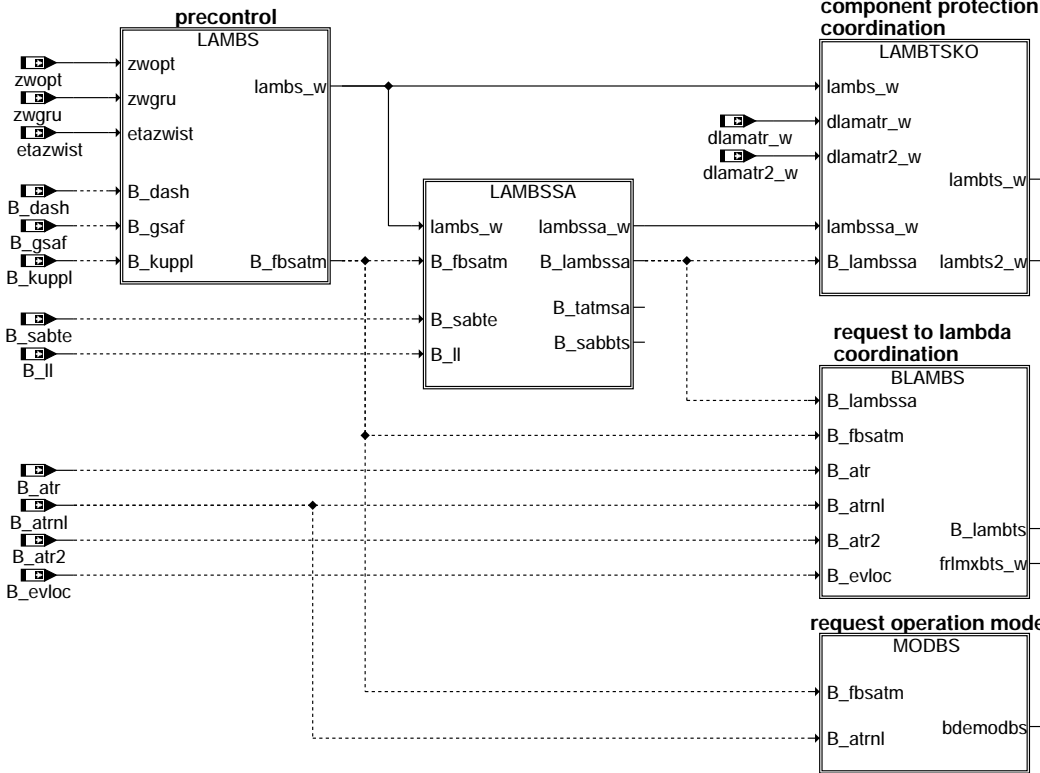 precontrol
LAMBS
zwopt
zwgru
etazwist
B_dash
B_gsaf
B_kuppl
lambs_w
B_fbsatm
zwopt
zwgru
etazwist
B_dash
B_gsaf
B_kuppl
B_sabte
B_ll
B_atr
B_atrnl
B_atr2
B_evloc
LAMBSSA
lambs_w
B_fbsatm
B_sabte
B_ll
lambssa_w
B_lambssa
B_tatmsa
B_sabbts
component protection
coordination
LAMBTSKO
lambs_w
dlamatr_w
dlamatr2_w
lambssa_w
B_lambssa
lambts_w
lambts2_w
dlamatr_w
dlamatr2_w
request to lambda
coordination
BLAMBS
B_lambssa
B_fbsatm
B_atr
B_atrnl
B_atr2
B_evloc
B_lambts
frlmxbts_w
request operation mode
MODBS
B_fbsatm
B_atrnl
bdemodbs